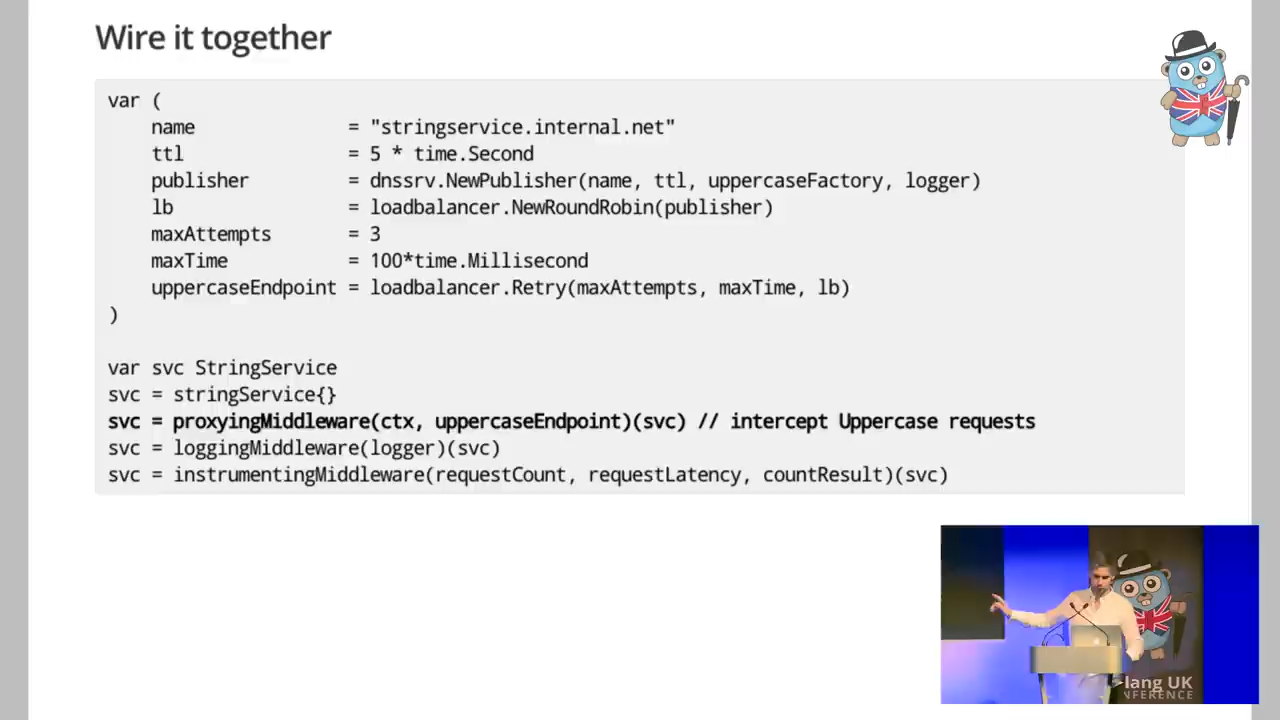 Wire it together
var (
    name              = "stringservice.internal.net"
    ttl               = 5 * time.Second
    publisher         = dnssrv.NewPublisher(name, ttl, uppercaseFactory, logger)
    lb                = loadbalancer.NewRoundRobin(publisher)
    maxAttempts       = 3
    maxTime           = 100*time.Millisecond
    uppercaseEndpoint = loadbalancer.Retry(maxAttempts, maxTime, lb)
)
var svc StringService
svc = stringService{}
svc = proxyingMiddleware(ctx, uppercaseEndpoint)(svc) // intercept Uppercase requests
svc = loggingMiddleware(logger)(svc)
svc = instrumentingMiddleware(requestCount, requestLatency, countResult)(svc)
lang UK
NFERENCE